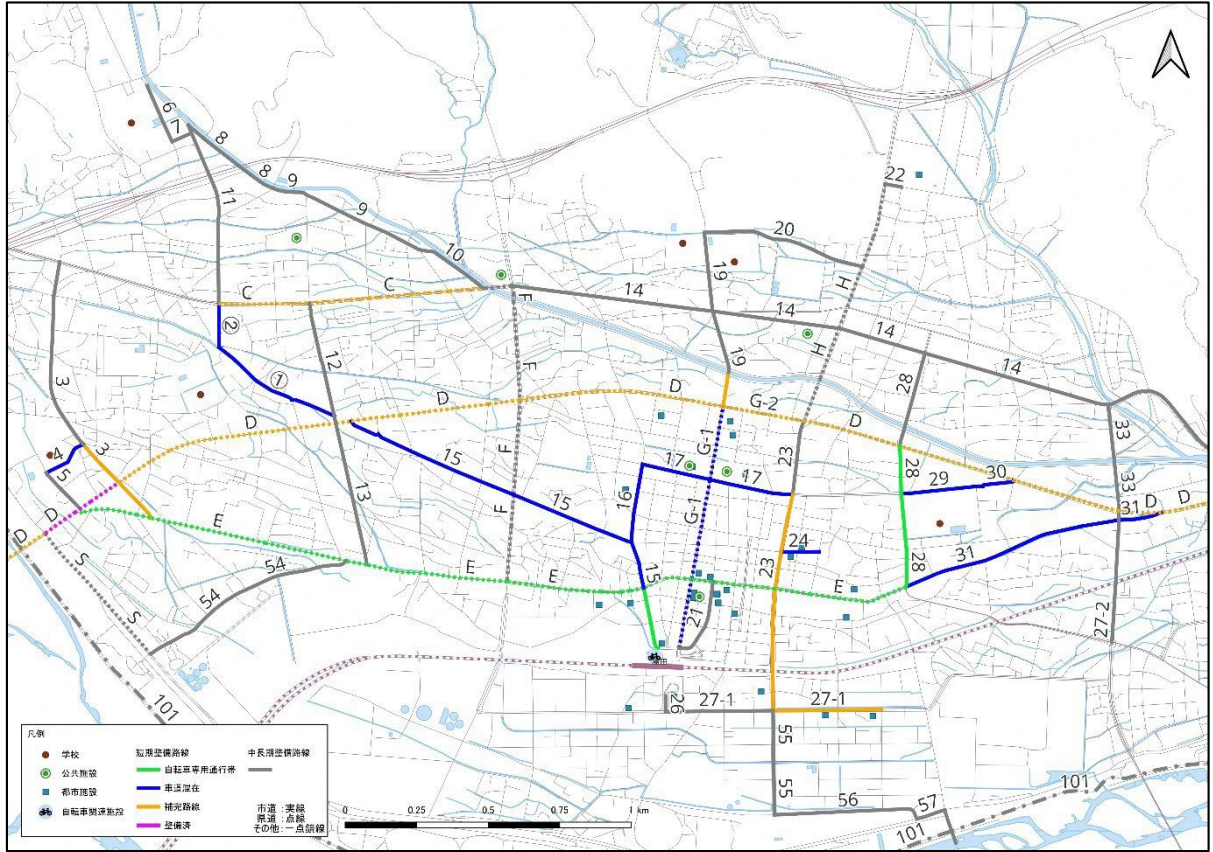 6
7
8
8
9
9
11
10
22
20
19
C
C
F
14
14
14
14
H
H
②
①
12
3
F
19
28
D
D
D
G-2
D
33
3
4
5
15
F
G-1
17
17
23
28
29
30
33
D
D
D
13
15
16
G-1
31
D
D
E
F
24
31
28
23
S
54
54
E
E
15
E
21
27-2
S
26
27-1
27-1
101
55
55
56
57
101
101
凡例
学校
公共施設
都市施設
自転車関連施設
短期整備路線
自転車専用通行帯
車道混在
補完路線
整備済
中長期整備路線
市道:実線
県道:点線
その他:一点鎖線
0 0.25 0.5 0.75 1 km